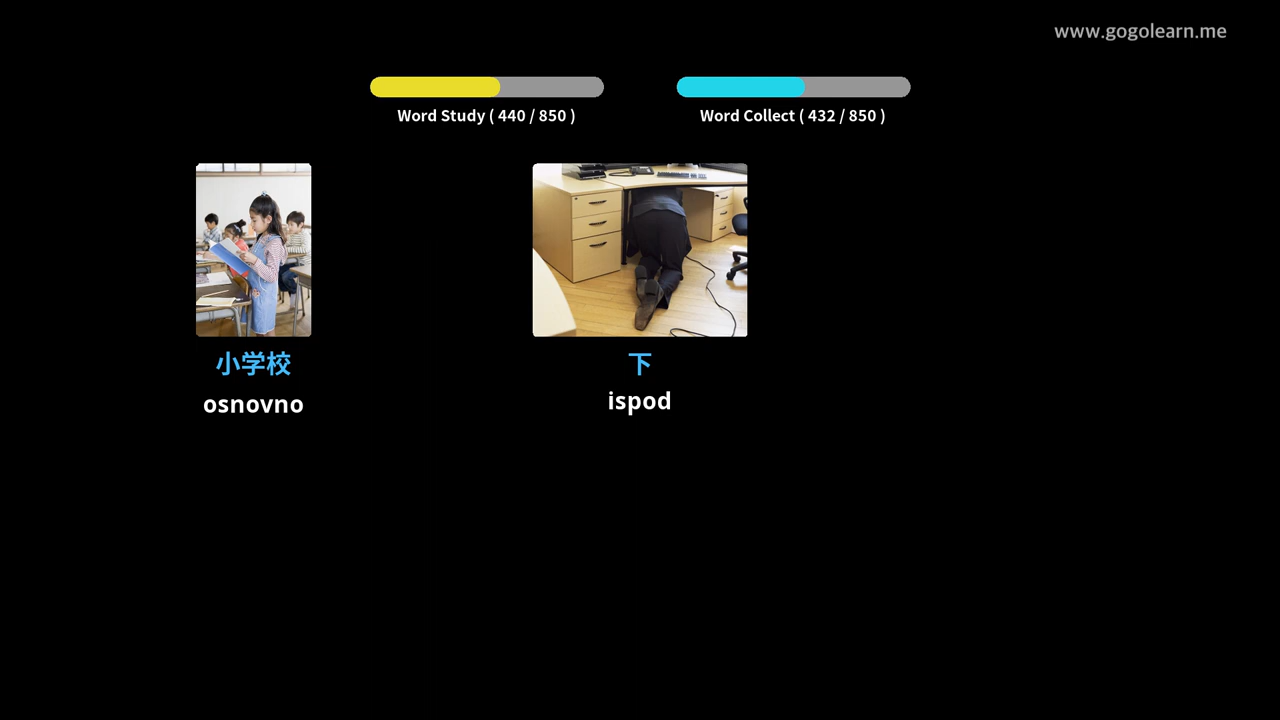 www.gogolearn.me
Word Study ( 440 / 850 )
Word Collect ( 432 / 850 )
小学校
osnovno
下
ispod